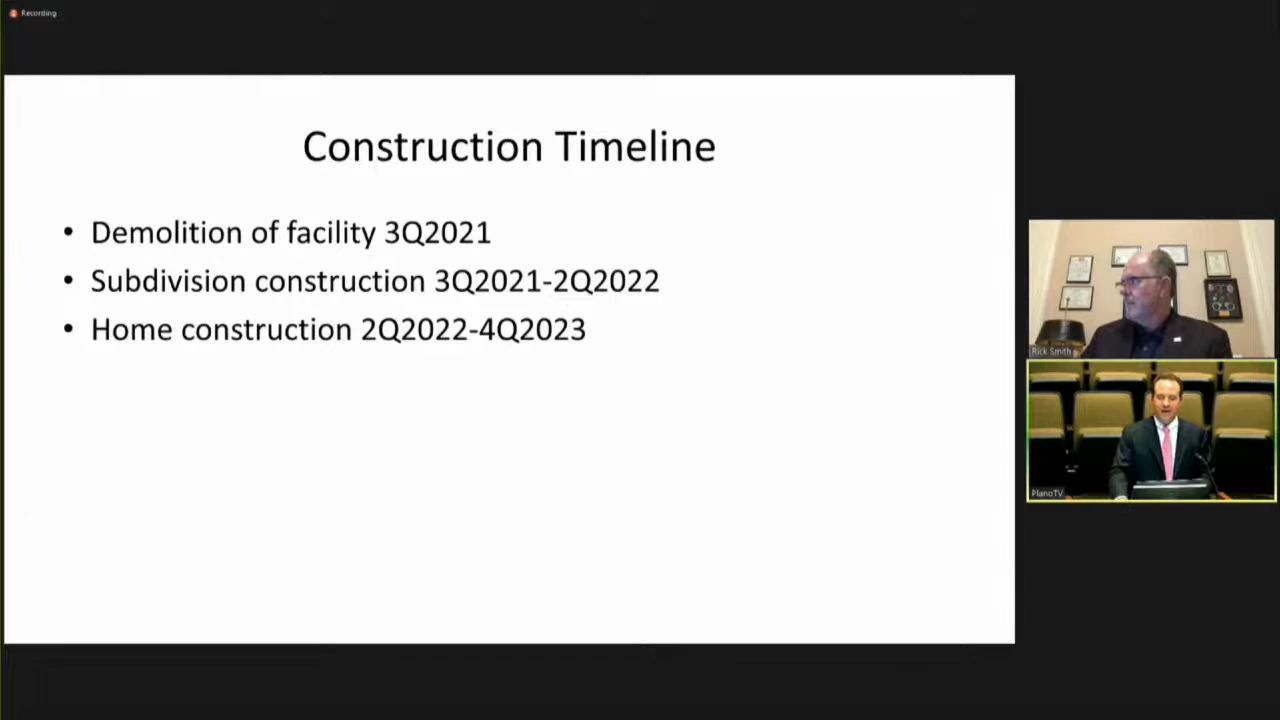 Recording
Construction Timeline
• Demolition of facility 3Q2021
• Subdivision construction 3Q2021-2Q2022
• Home construction 2Q2022-4Q2023
Rick Smith
PlanoTV